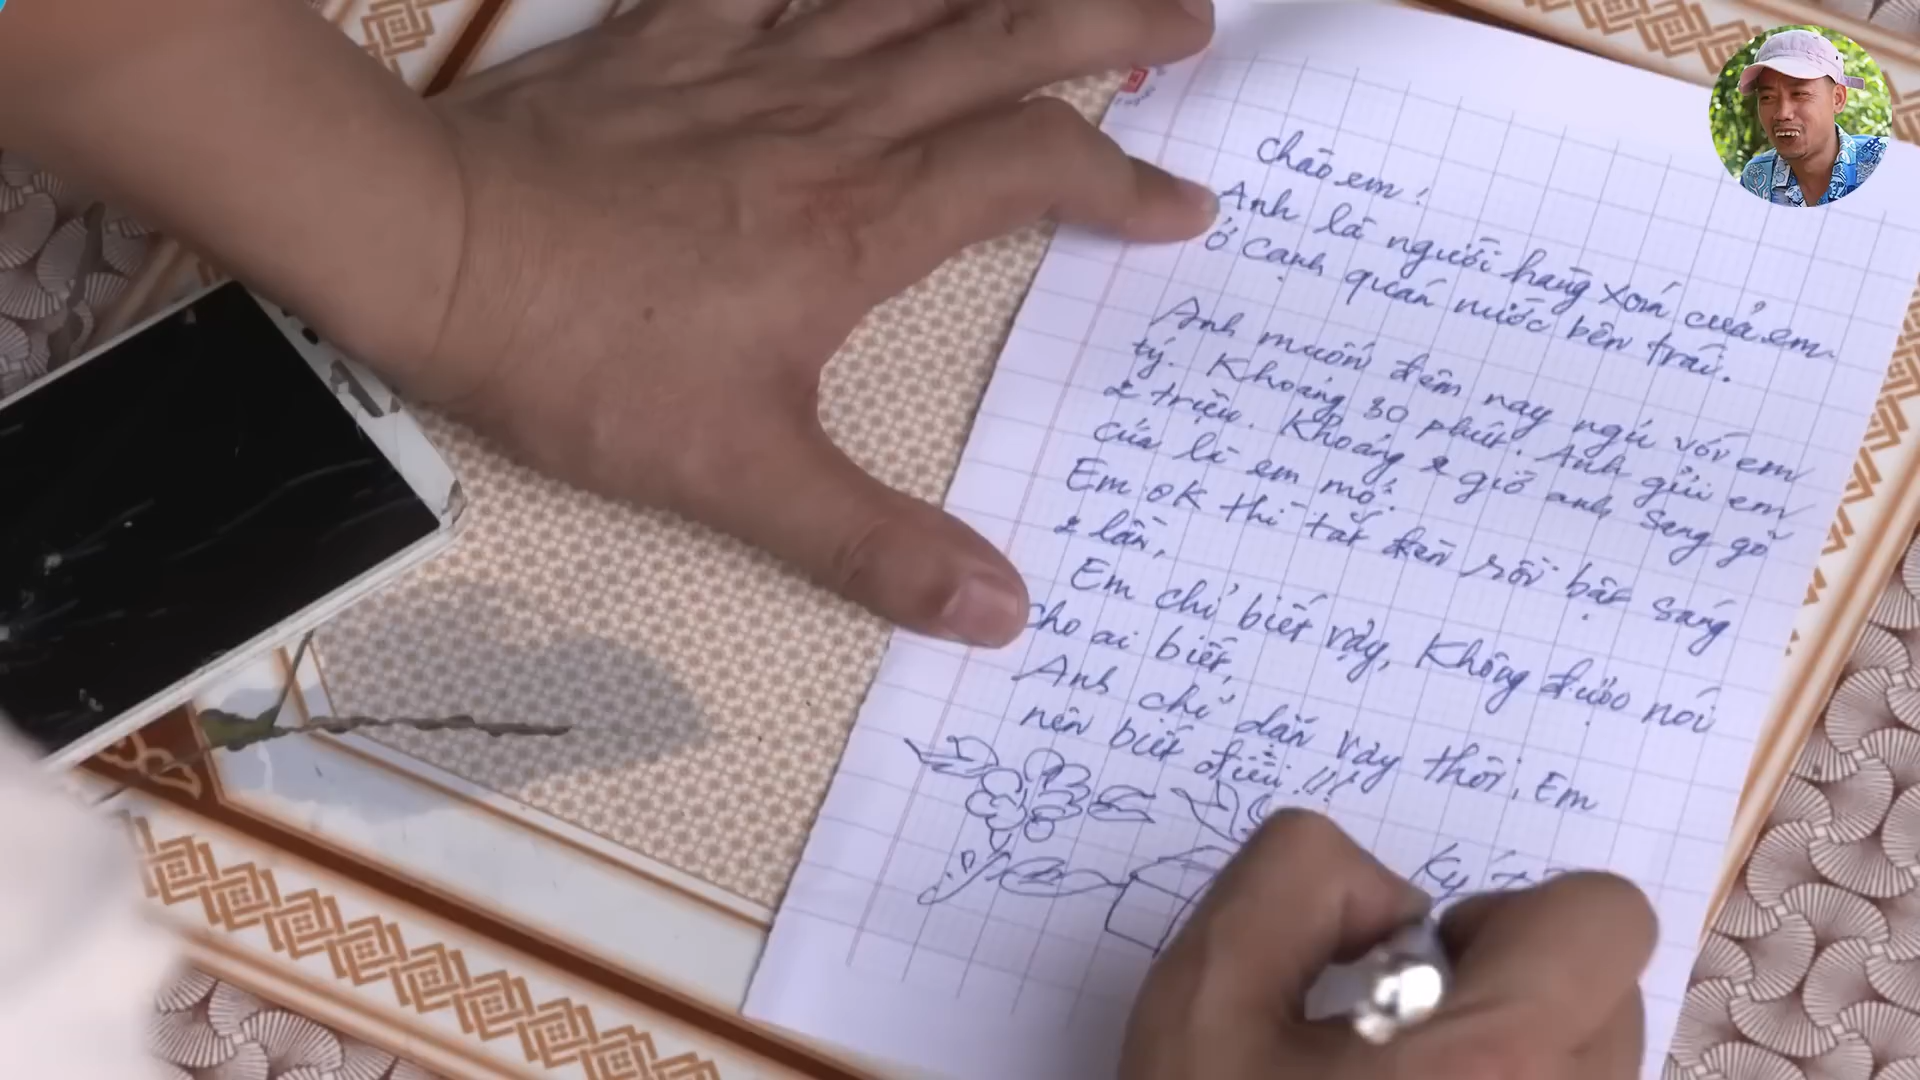 Chào em!
Anh là người hàng xóm của em
ở cạnh quán nước bên trái.
Anh muốn đêm nay ngủ với em
tý. Khoảng 30 phút. Anh gửi em
2 triệu. Khoảng 2 giờ anh sang gõ
cửa là em mở.
Em ok thì tắt đèn rồi bật sáng
2 lần,
Em chỉ biết vậy, Không được nói
cho ai biết,
Anh chỉ dặn vậy thôi, Em
nên biết điều!!!
Ký